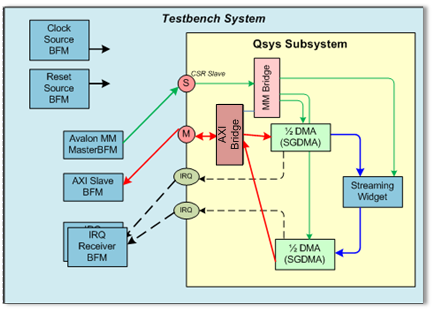 Testbench System
Clock
Source
BFM
Reset
Source
BFM
Avalon MM
MasterBFM
AXI Slave
BFM
IRQ
Receiver
BFM
Qsys Subsystem
S
CSR Slave
MM Bridge
M
AXI
Bridge
½ DMA
(SGDMA)
IRQ
IRQ
Streaming
Widget
½ DMA
(SGDMA)